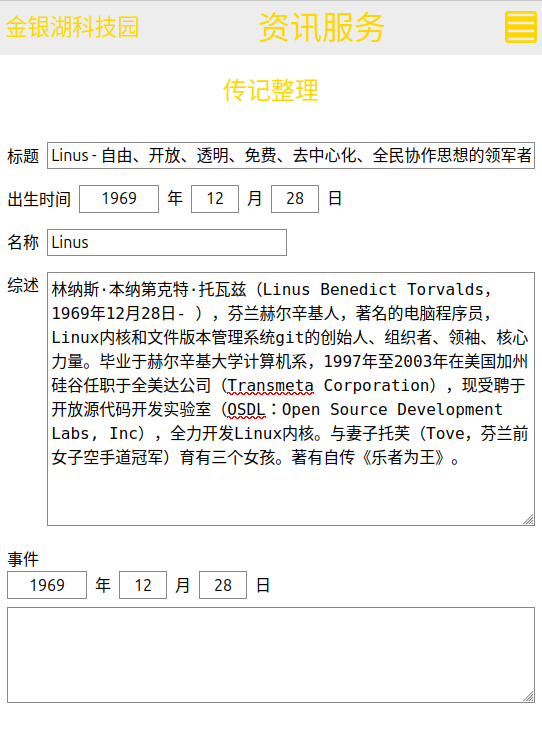 金银湖科技园 资讯服务
传记整理
标题 Linus - 自由、开放、透明、免费、去中心化、全民协作思想的领军者
出生时间 1969 年 12 月 28 日
名称 Linus
综述 林纳斯·本纳第克特·托瓦兹（Linus Benedict Torvalds，
1969年12月28日- ），芬兰赫尔辛基人，著名的电脑程序员，
Linux内核和文件版本管理系统git的创始人、组织者、领袖、核心
力量。毕业于赫尔辛基大学计算机系，1997年至2003年在美国加州
硅谷任职于全美达公司（Transmeta Corporation），现受聘于
开放源代码开发实验室（OSDL：Open Source Development
Labs, Inc），全力开发Linux内核。与妻子托芙（Tove，芬兰前
女子空手道冠军）育有三个女孩。著有自传《乐者为王》。
事件
1969 年 12 月 28 日